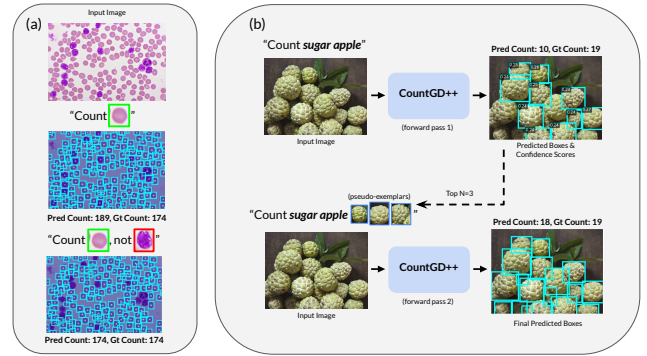 (a)
Input Image
"Count "
Pred Count: 189, Gt Count: 174
"Count , not "
Pred Count: 174, Gt Count: 174
(b)
"Count sugar apple"
Pred Count: 10, Gt Count: 19
CountGD++
(forward pass 1)
Input Image
Predicted Boxes &
Confidence Scores
Top N=3
(pseudo-exemplars)
"Count sugar apple "
Pred Count: 18, Gt Count: 19
CountGD++
(forward pass 2)
Input Image
Final Predicted Boxes